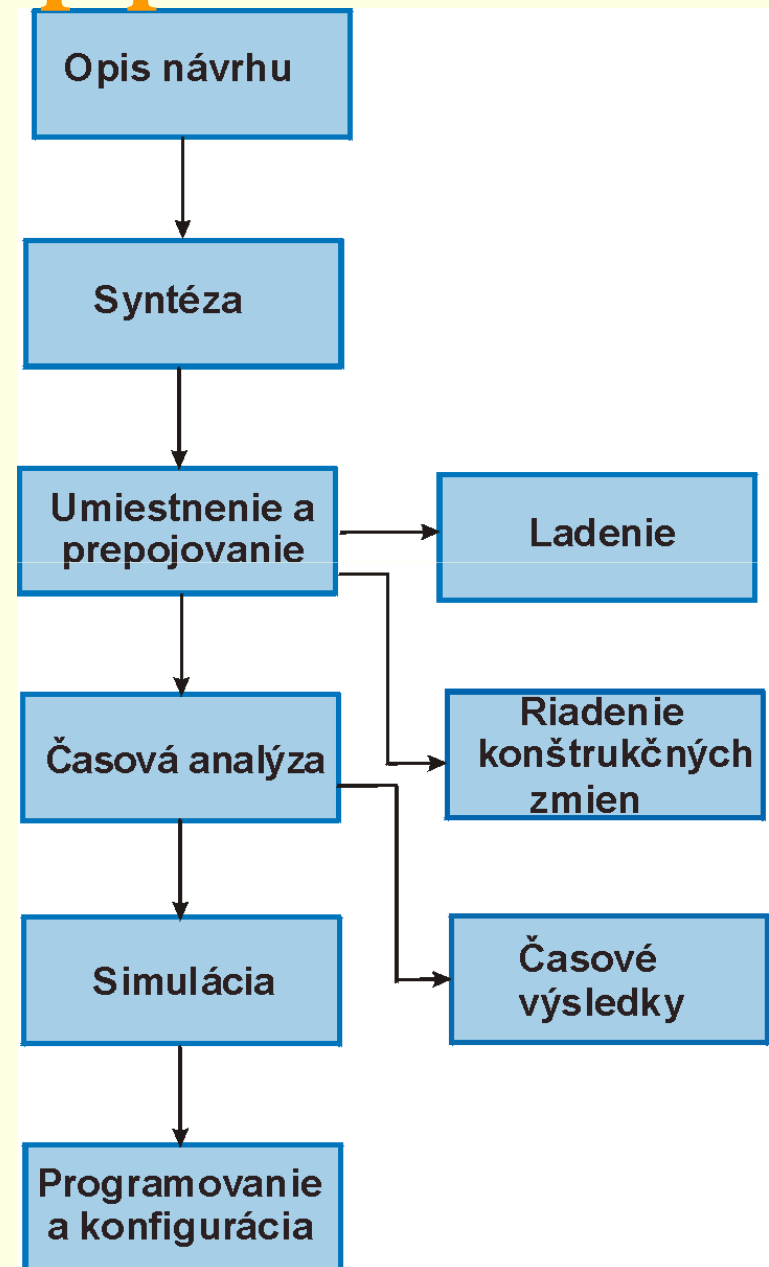 Opis návrhu
Syntéza
Umiestnenie a
prepojovanie
Ladenie
Riadenie
konštrukčných
zmien
Časová analýza
Časové
výsledky
Simulácia
Programovanie
a konfigurácia